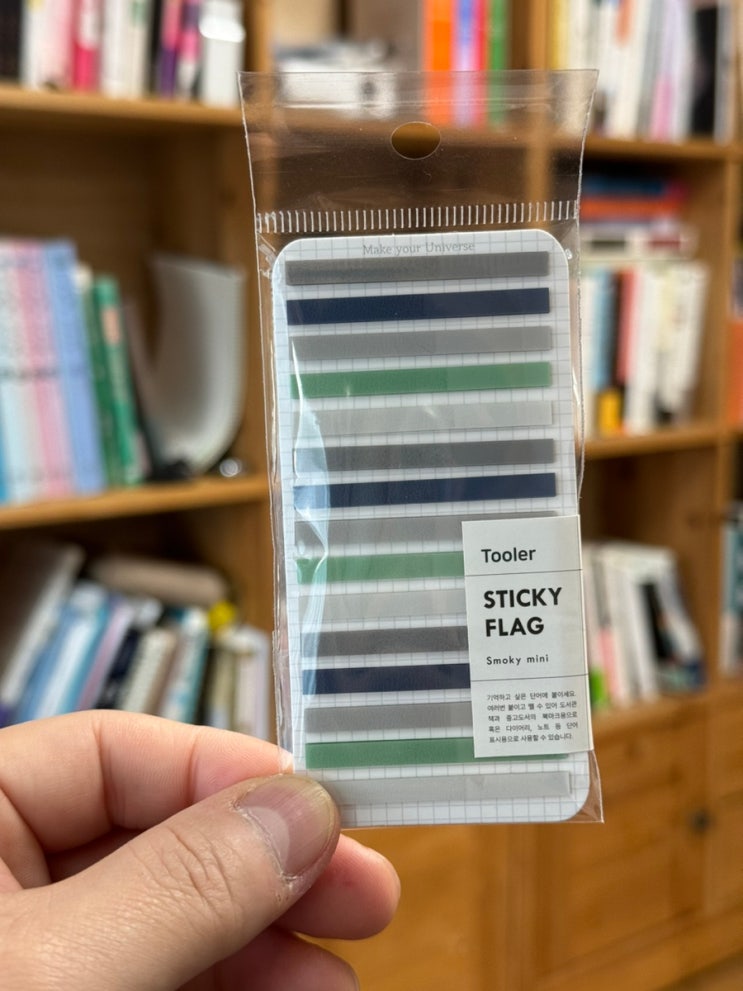 Make your Universe
Tooler
STICKY
FLAG
Smoky mini
기억하고 싶은 단어에 붙이세요.
여러번 붙이고 뗄 수 있어 도서관
책과 중고도서의 북마크용으로
혹은 다이어리, 노트 등 단어
표시용으로 사용할 수 있습니다.